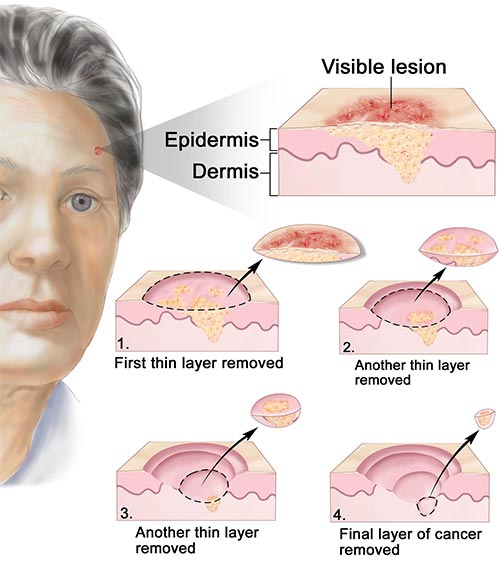 Visible lesion
Epidermis
Dermis
1.
First thin layer removed
2.
Another thin layer
removed
3.
Another thin layer
removed
4.
Final layer of cancer
removed